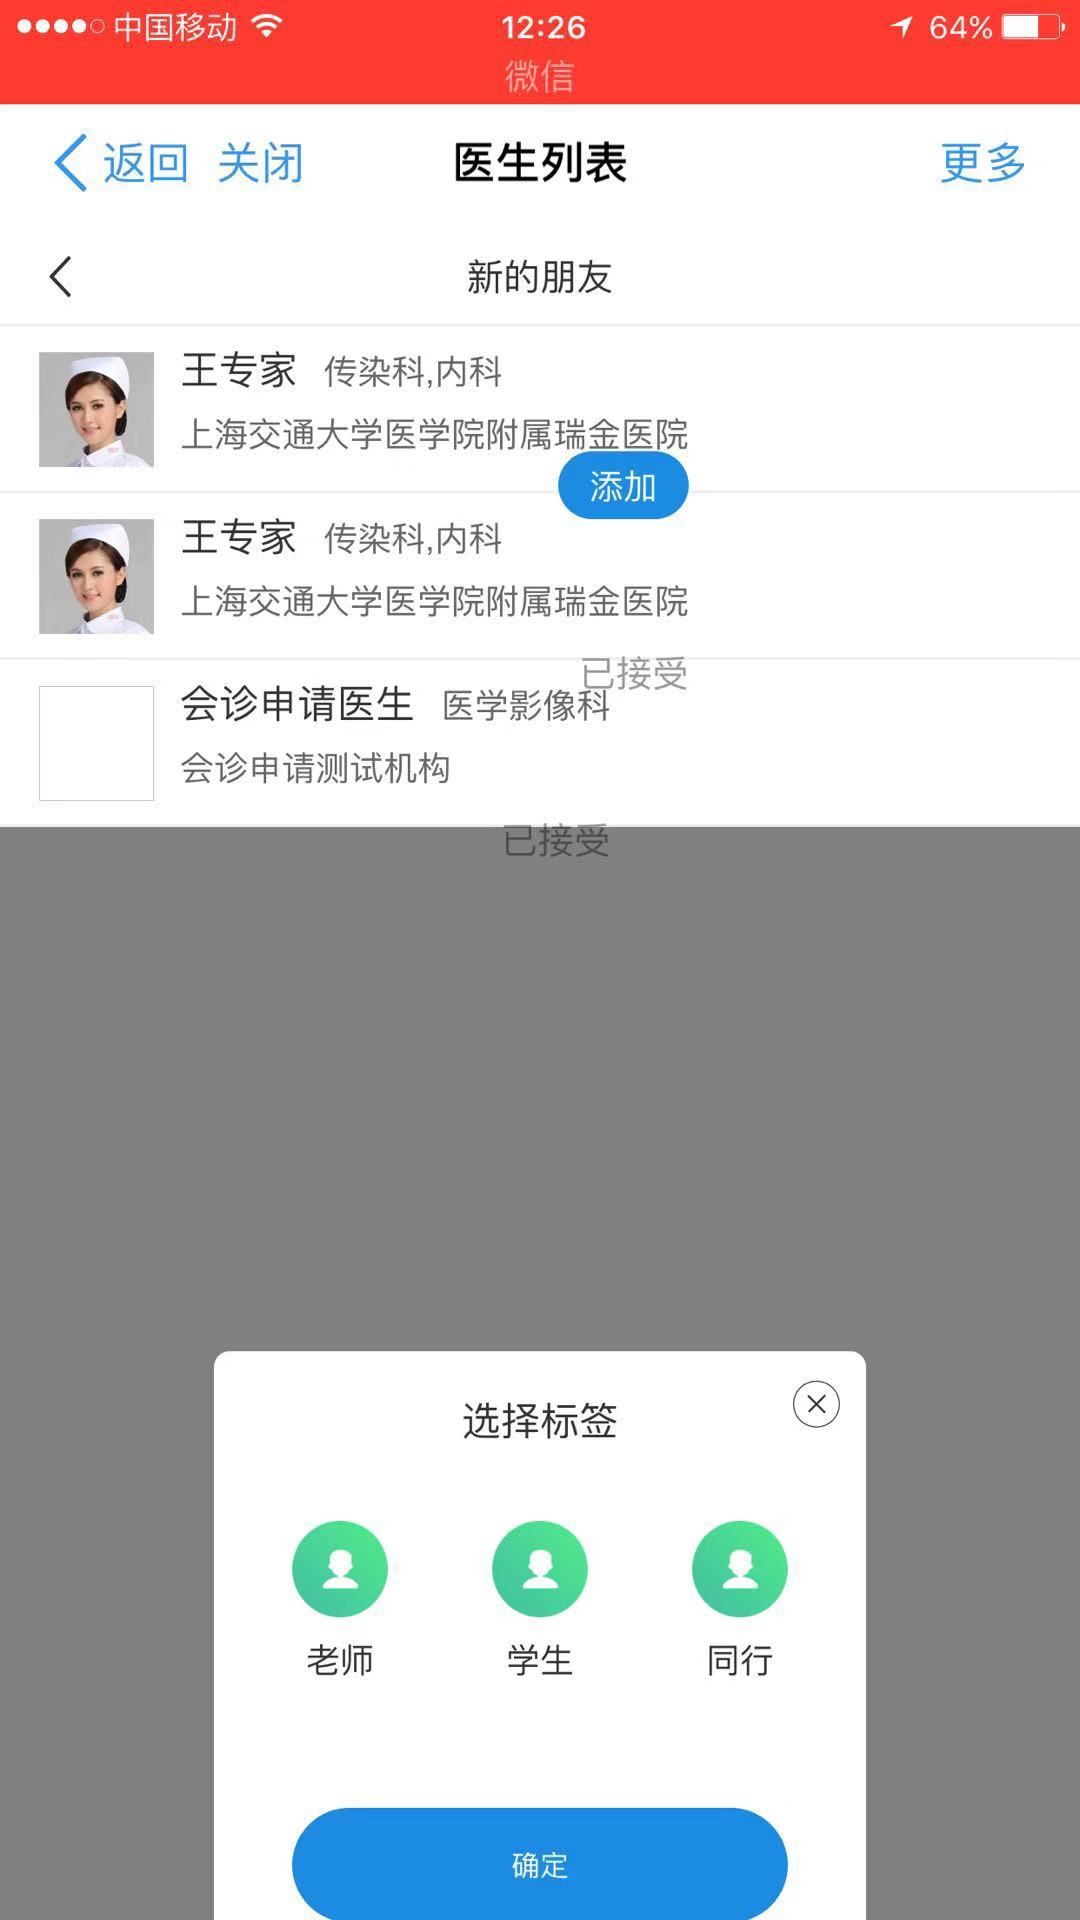 中国移动 12:26 64%
微信
返回 关闭 医生列表 更多
新的朋友
王专家 传染科,内科
上海交通大学医学院附属瑞金医院
添加
王专家 传染科,内科
上海交通大学医学院附属瑞金医院
已接受
会诊申请医生 医学影像科
会诊申请测试机构
已接受
选择标签
老师 学生 同行
确定